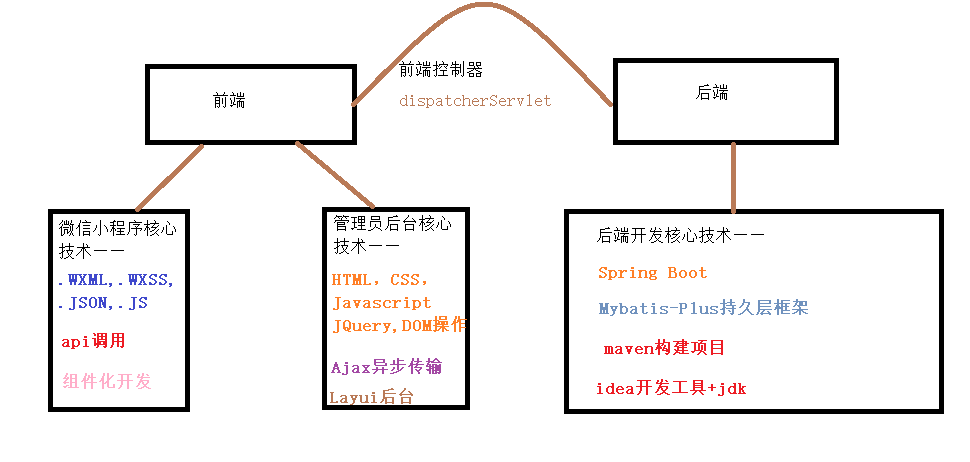 前端
前端控制器
dispatcherServlet
后端
微信小程序核心
技术——
.WXML,.WXSS,
.JSON,.JS
api调用
组件化开发
管理员后台核心
技术——
HTML，CSS，
Javascript
JQuery,DOM操作
Ajax异步传输
Layui后台
后端开发核心技术——
Spring Boot
Mybatis-Plus持久层框架
maven构建项目
idea开发工具+jdk